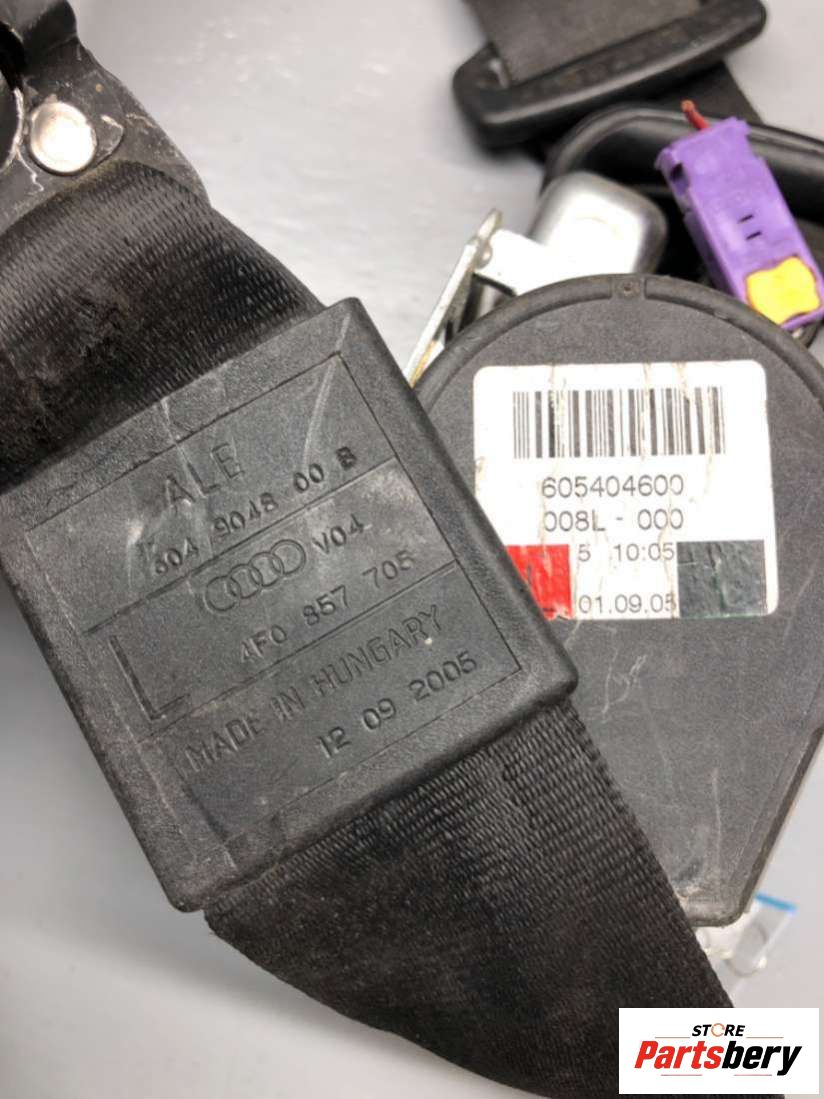 ALE
604 9048 00 B
V04
L
4F0 857 705
MADE IN HUNGARY
12 09 2005
605404600
008L - 000
5 10:05
01.09.05
STORE
Partsbery